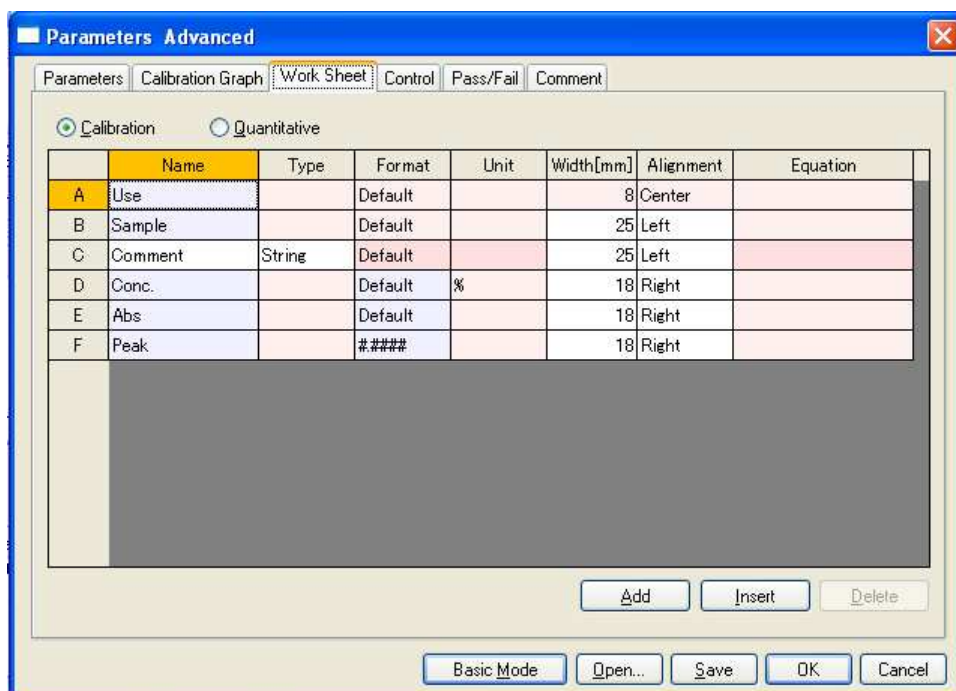 Parameters Advanced
Parameters Calibration Graph Work Sheet Control Pass/Fail Comment
Calibration Quantitative
Name Type Format Unit Width[mm] Alignment Equation
A Use Default 8 Center
B Sample Default 25 Left
C Comment String Default 25 Left
D Conc. Default % 18 Right
E Abs Default 18 Right
F Peak #.#### 18 Right
Add Insert Delete
Basic Mode Open... Save OK Cancel